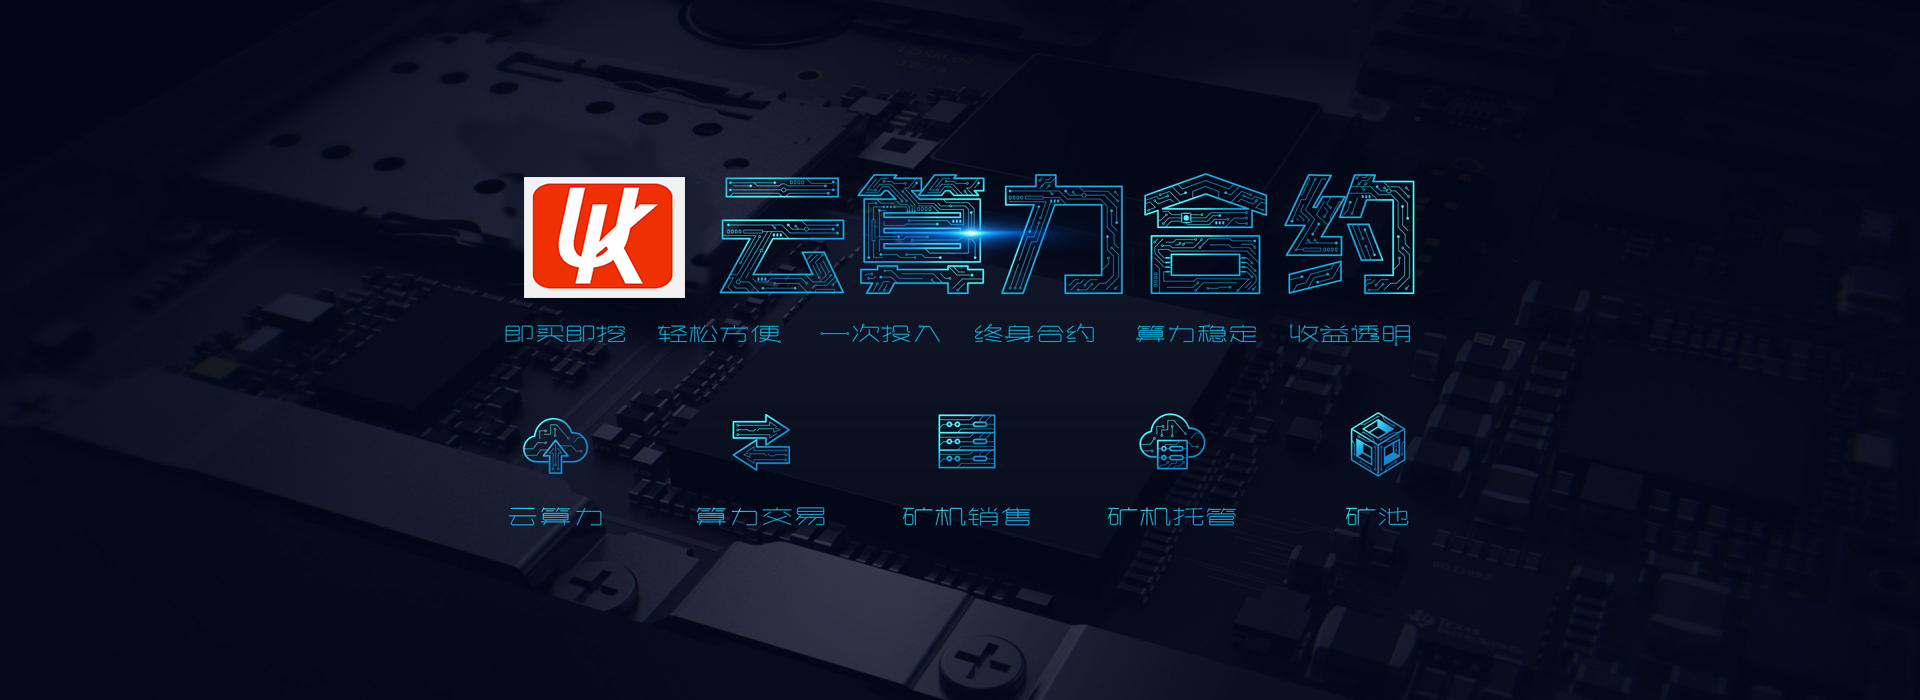 UK 云算力合约
即买即挖 轻松方便 一次投入 终身合约 算力稳定 收益透明
云算力 算力交易 矿机销售 矿机托管 矿池
TEXAS